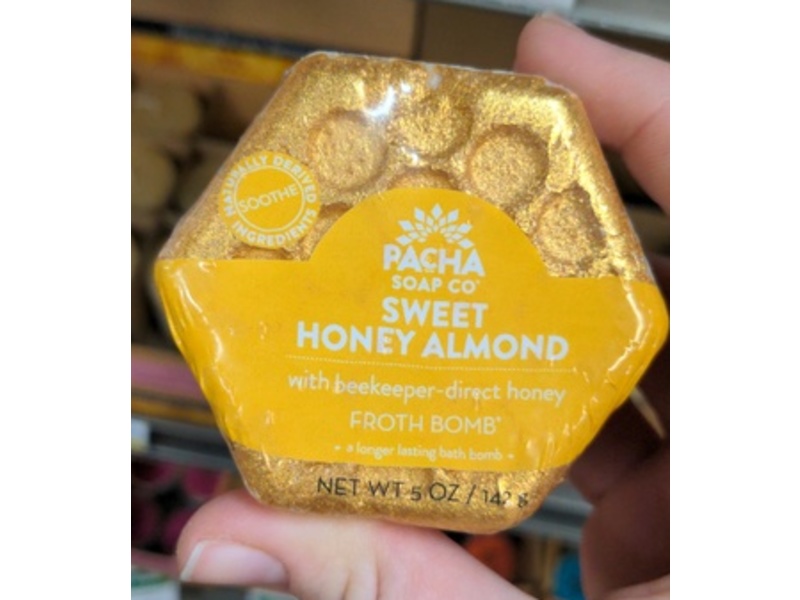 NATURALLY DERIVED
SOOTHE
INGREDIENTS
PACHA
SOAP CO®
SWEET
HONEY ALMOND
with beekeeper-direct honey
FROTH BOMB®
• a longer lasting bath bomb •
NET WT 5 OZ / 142 g